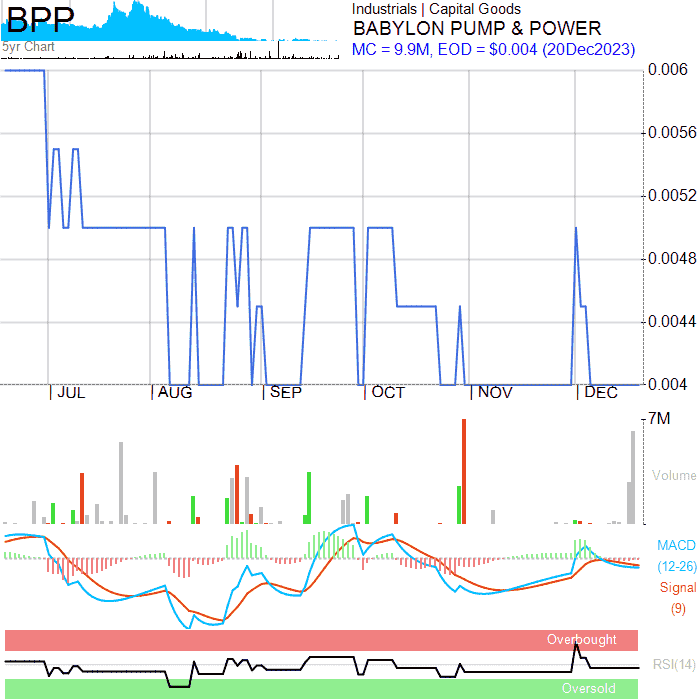 BPP
5yr Chart
Industrials | Capital Goods
BABYLON PUMP & POWER
MC = 9.9M, EOD = $0.004 (20Dec2023)
0.006
0.0056
0.0052
0.0048
0.0044
0.004
JUL AUG SEP OCT NOV DEC
7M
Volume
MACD
(12-26)
Signal
(9)
Overbought
RSI(14)
Oversold